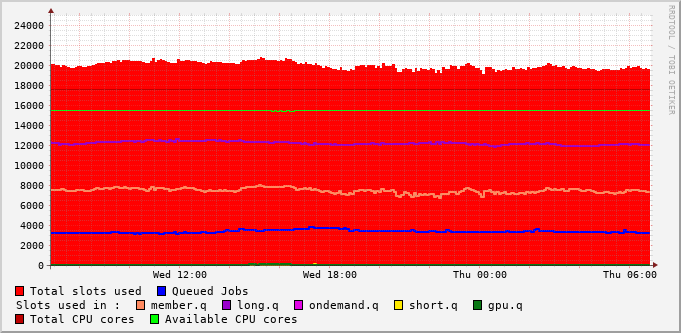 24000
22000
20000
18000
16000
14000
12000
10000
8000
6000
4000
2000
0
Wed 12:00 Wed 18:00 Thu 00:00 Thu 06:00
Total slots used Queued Jobs
Slots used in : member.q long.q ondemand.q short.q gpu.q
Total CPU cores Available CPU cores
RRDTOOL / TOBI OETIKER